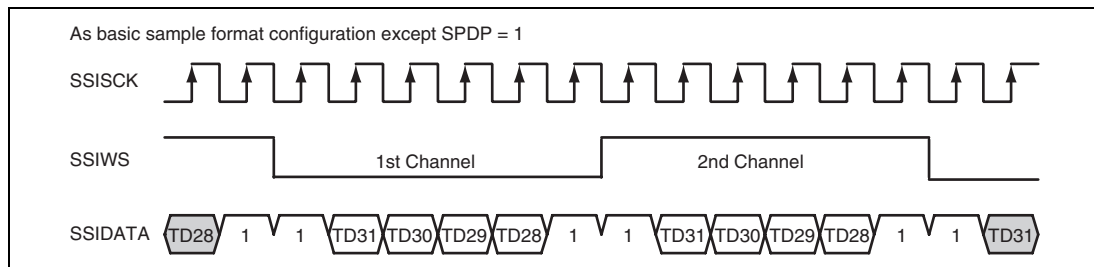 As basic sample format configuration except SPDP = 1
SSISCK
SSIWS 1st Channel 2nd Channel
SSIDATA TD28 1 1 TD31 TD30 TD29 TD28 1 1 TD31 TD30 TD29 TD28 1 1 TD31